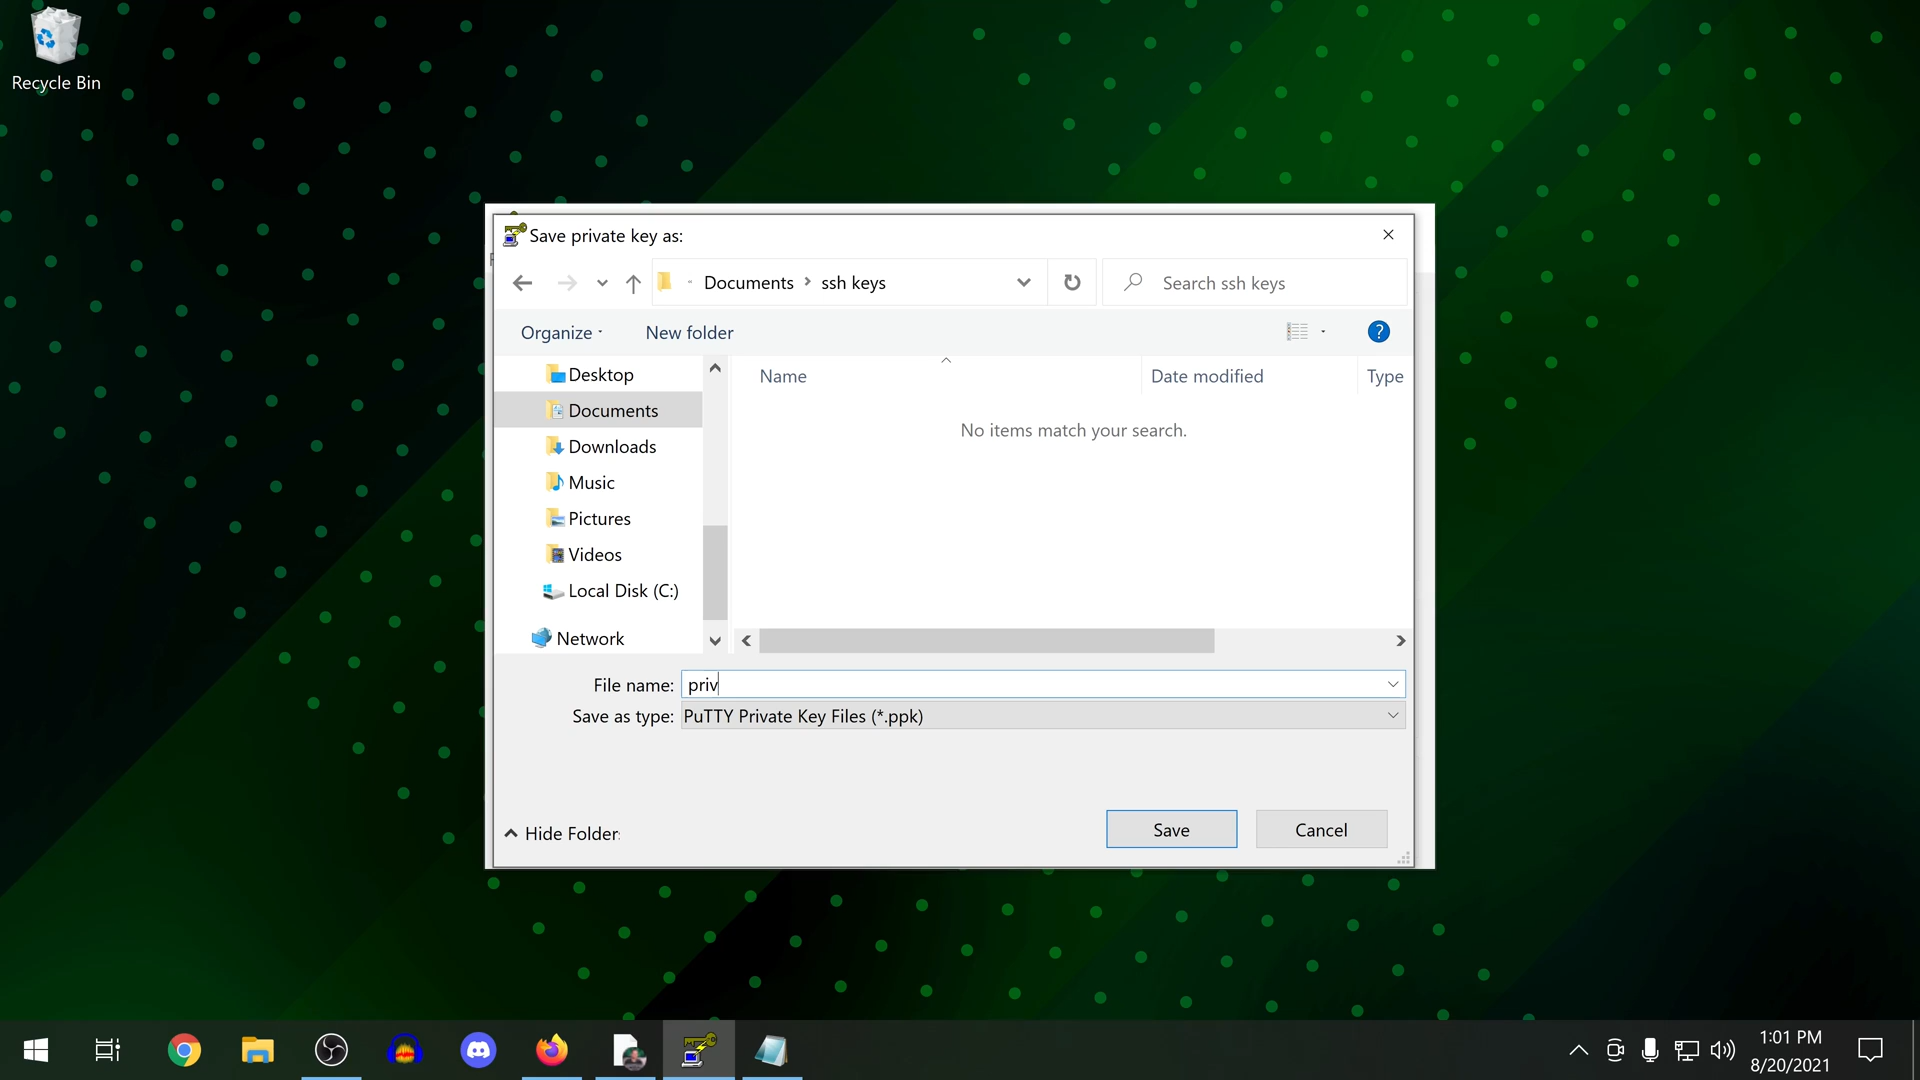 Recycle Bin
Save private key as:
Documents
ssh keys
Search ssh keys
Organize
New folder
Desktop
Documents
Downloads
Music
Pictures
Videos
Local Disk (C:)
Network
Name
Date modified
Type
No items match your search.
File name: priv
Save as type: PuTTY Private Key Files (*.ppk)
Hide Folder
Save
Cancel
1:01 PM
8/20/2021